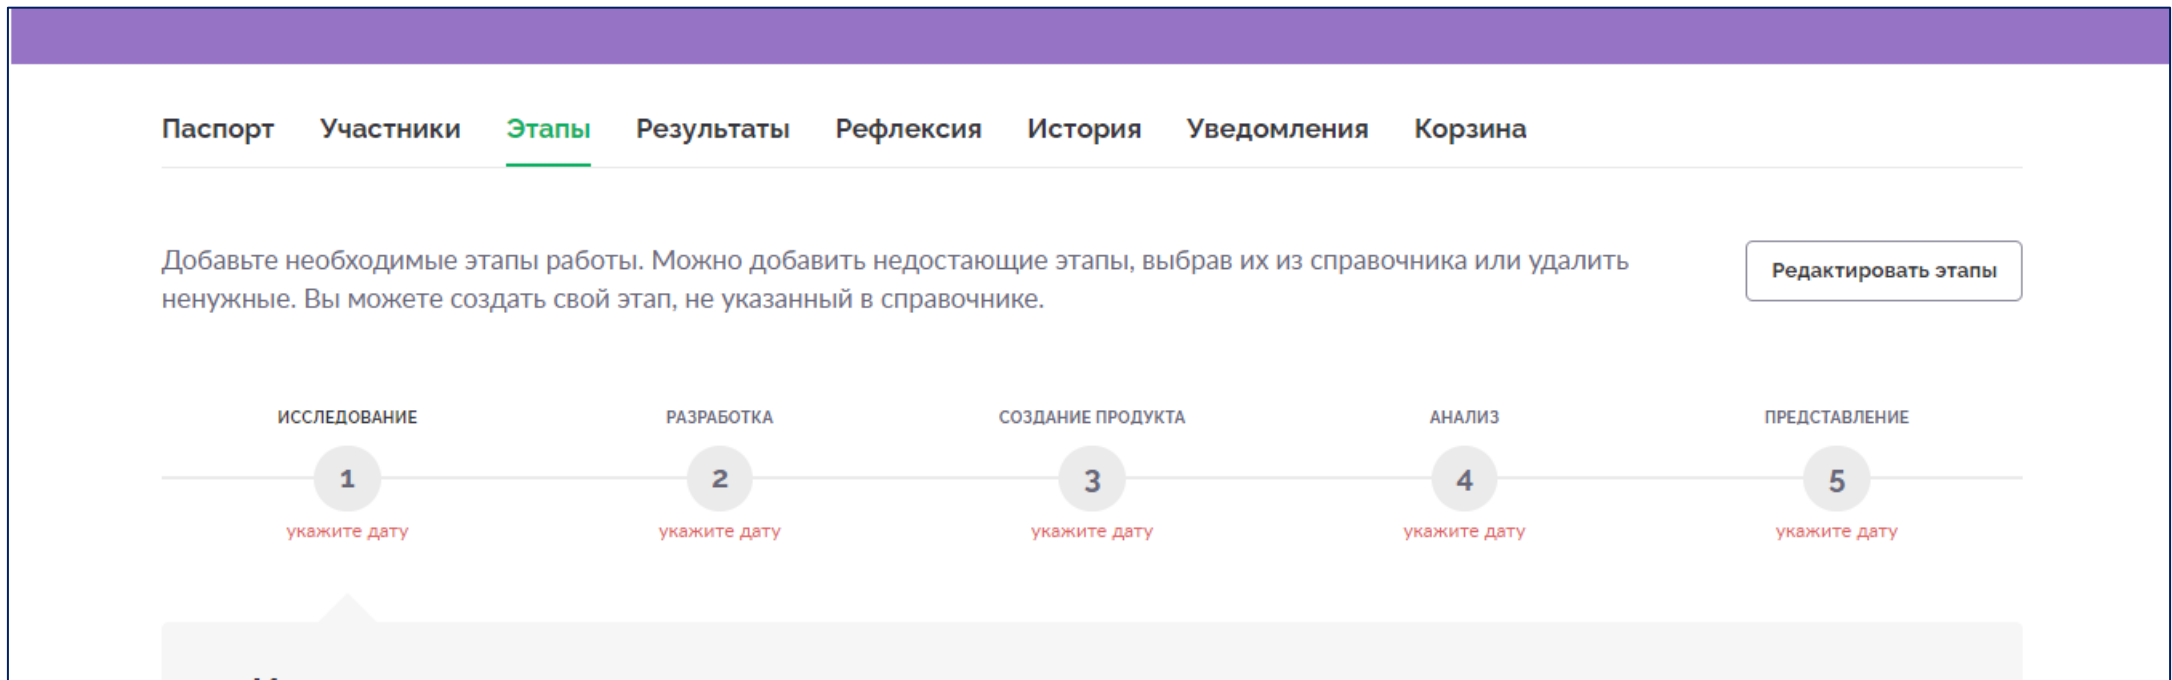 Паспорт Участники Этапы Результаты Рефлексия История Уведомления Корзина
Добавьте необходимые этапы работы. Можно добавить недостающие этапы, выбрав их из справочника или удалить
ненужные. Вы можете создать свой этап, не указанный в справочнике.
Редактировать этапы
ИССЛЕДОВАНИЕ РАЗРАБОТКА СОЗДАНИЕ ПРОДУКТА АНАЛИЗ ПРЕДСТАВЛЕНИЕ
1 2 3 4 5
укажите дату укажите дату укажите дату укажите дату укажите дату